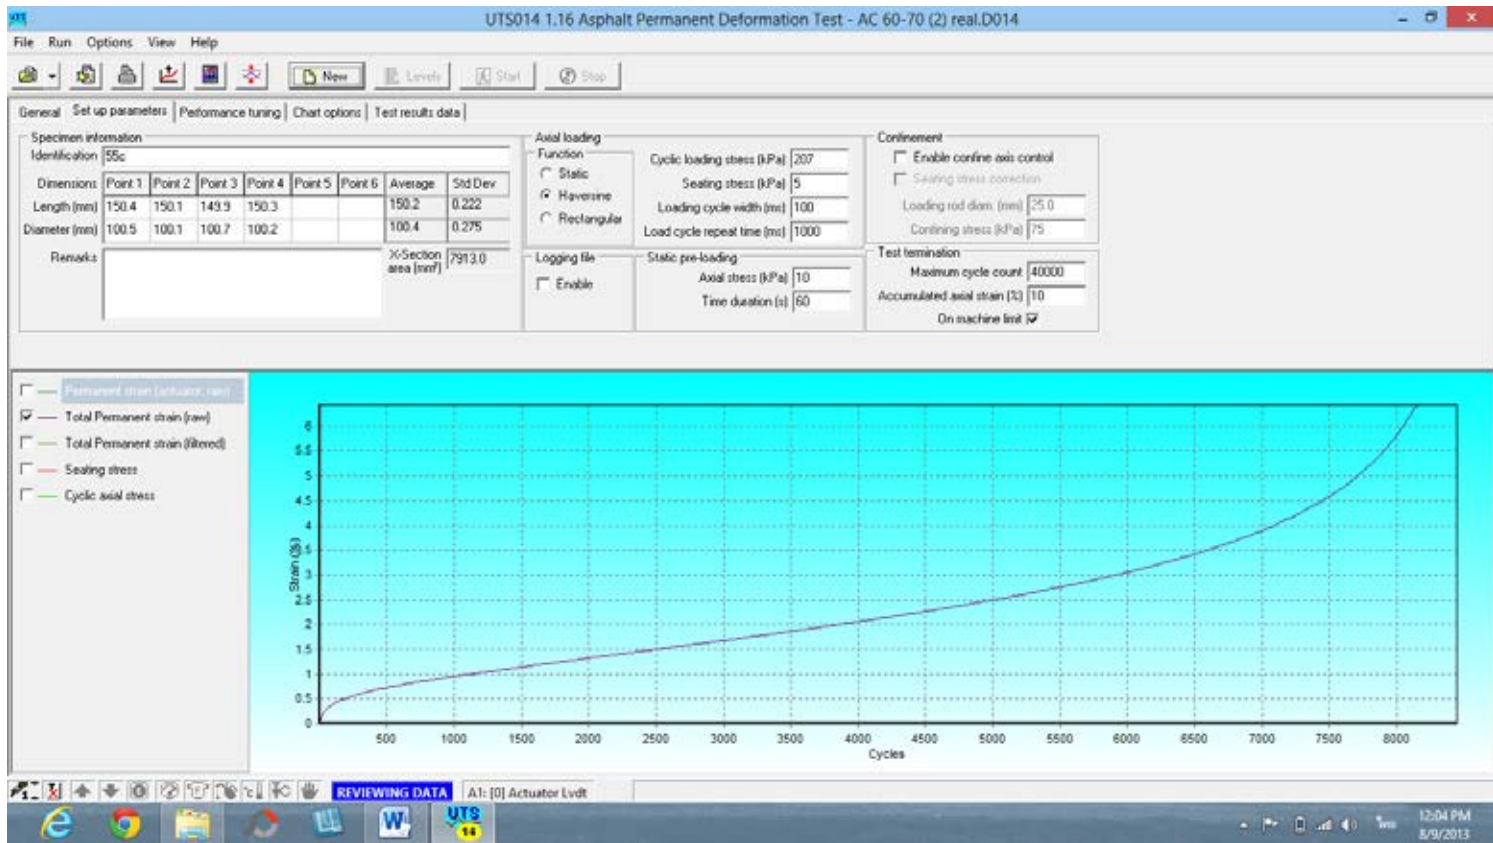 UTS014 1.16 Asphalt Permanent Deformation Test - AC 60-70 (2) real.D014
File Run Options View Help
New Levels Start Stop
General Set up parameters Performance tuning Chart options Test results data
Specimen information
Identification 55c
Dimensions Point 1 Point 2 Point 3 Point 4 Point 5 Point 6 Average Std Dev
Length (mm) 150.4 150.1 149.9 150.3 150.2 0.222
Diameter (mm) 100.5 100.1 100.7 100.2 100.4 0.275
Remarks
X-Section area (mm²) 7913.0
Axial loading
Function
Static
Haversine
Rectangular
Cyclic loading stress (kPa) 207
Seating stress (kPa) 5
Loading cycle width (ms) 100
Load cycle repeat time (ms) 1000
Logging file
Enable
Static pre-loading
Axial stress (kPa) 10
Time duration (s) 60
Confinement
Enable confine axis control
Seating stress correction
Loading rod diam. (mm) 25.0
Confining stress (kPa) 75
Test termination
Maximum cycle count 40000
Accumulated axial strain (%) 10
On machine limit
Permanent strain (actuator, raw)
Total Permanent strain (raw)
Total Permanent strain (filtered)
Seating stress
Cyclic axial stress
6
5.5
5
4.5
4
3.5
3
2.5
2
1.5
1
0.5
0
Strain (%)
500 1000 1500 2000 2500 3000 3500 4000 4500 5000 5500 6000 6500 7000 7500 8000
Cycles
REVIEWING DATA A1: [0] Actuator Lvdt
UTS
14
12:04 PM
8/9/2013